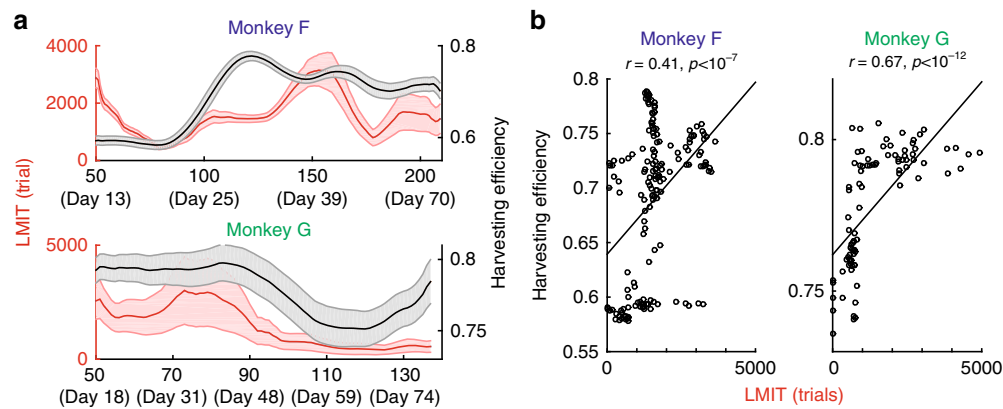 a
Monkey F
LMIT (trial)
4000
2000
0
0.8
0.6
50 100 150 200
(Day 13) (Day 25) (Day 39) (Day 70)
Harvesting efficiency
Monkey G
5000
0
0.8
0.75
50 70 90 110 130
(Day 18) (Day 31) (Day 48) (Day 59) (Day 74)
b
Monkey F
r = 0.41, p<10⁻⁷
Harvesting efficiency
0.8
0.75
0.7
0.65
0.6
0.55
0 5000
Monkey G
r = 0.67, p<10⁻¹²
0.8
0.75
0 5000
LMIT (trials)